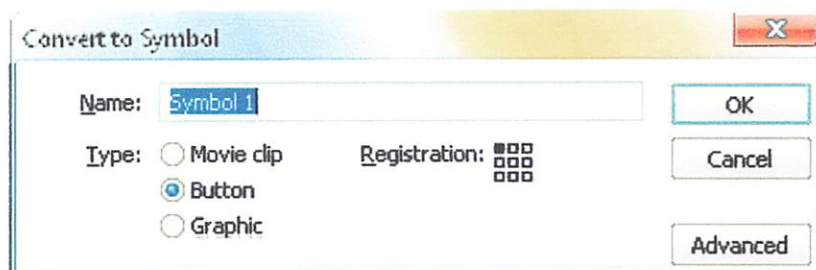 Convert to Symbol
Name: Symbol 1 OK
Type: Movie clip Registration: Cancel
Button
Graphic
Advanced